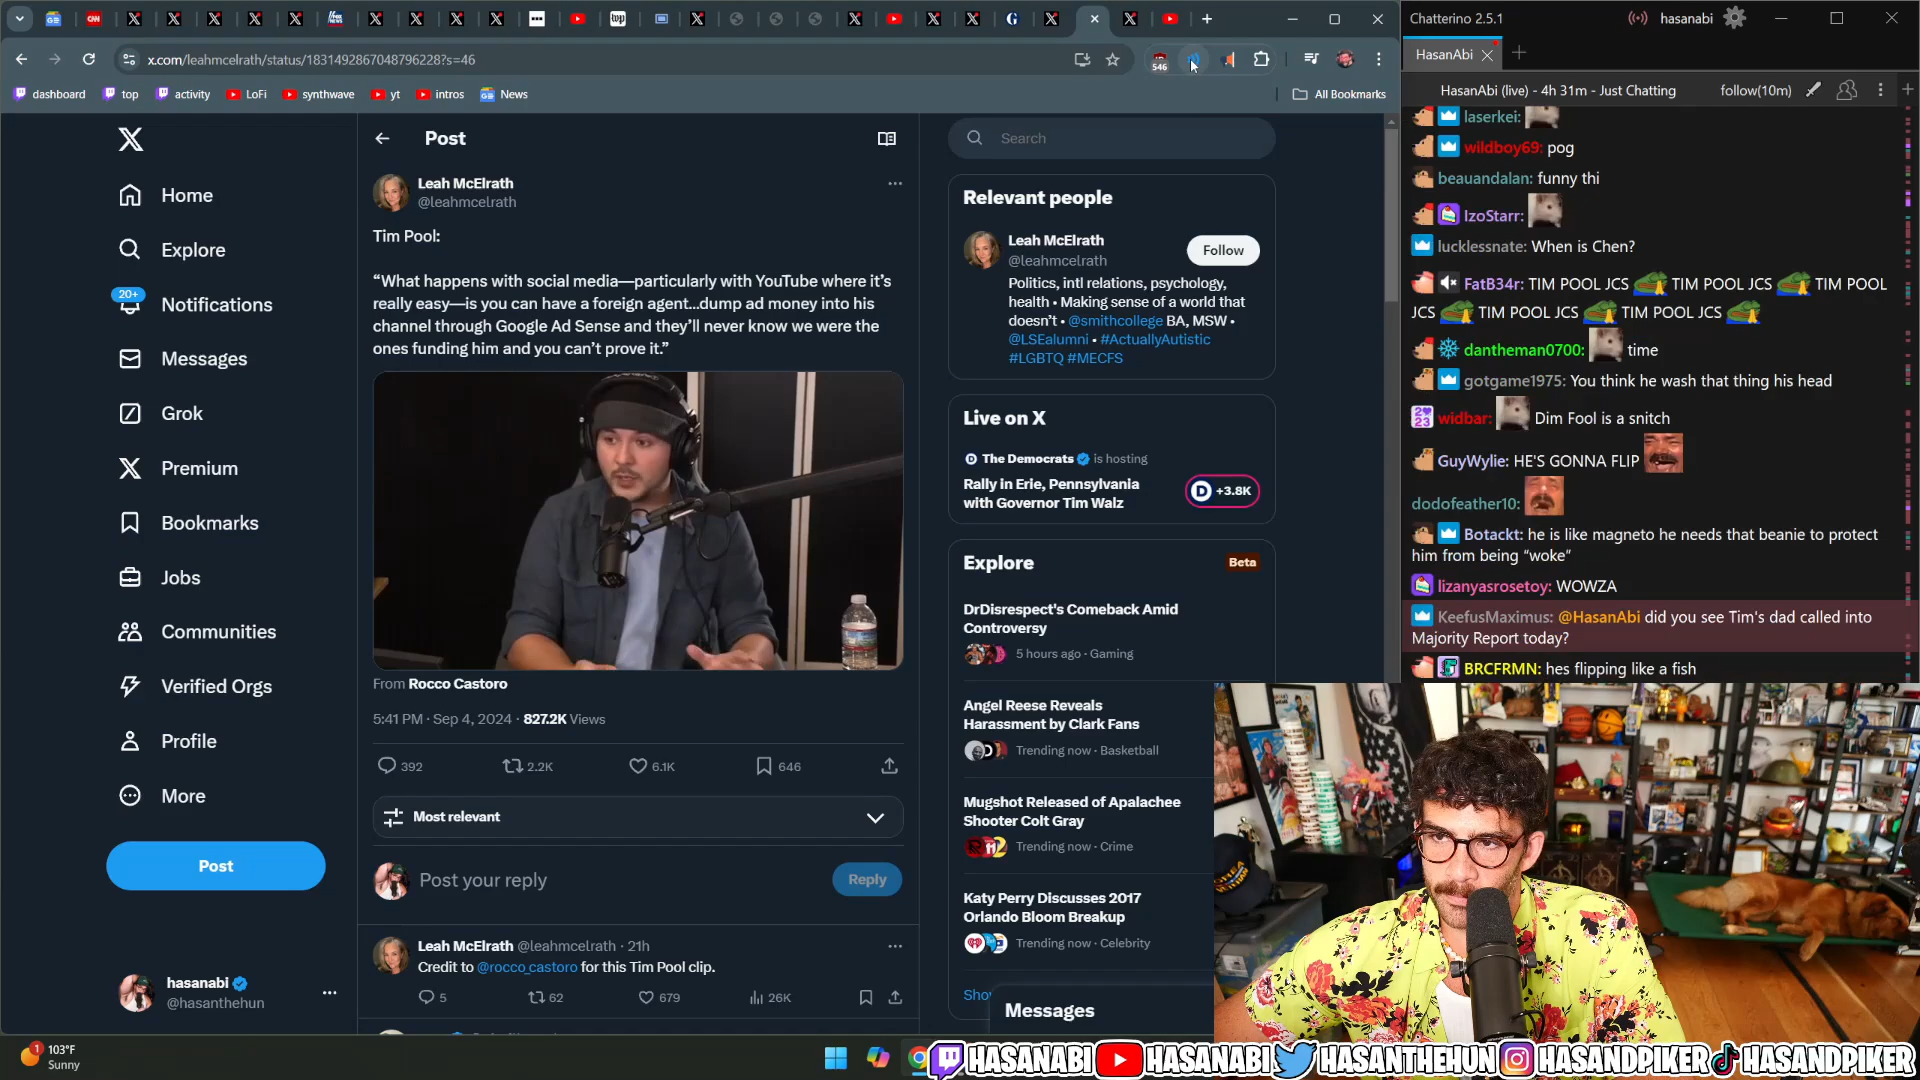 CNN
wp
G
x.com/leahmcelrath/status/1831492867048796228?s=46
546
dashboard
top
activity
LoFi
synthwave
yt
intros
News
All Bookmarks
Post
Search
Home
Explore
20+
Notifications
Messages
Grok
Premium
Bookmarks
Jobs
Communities
Verified Orgs
Profile
More
Post
hasanabi
@hasanthehun
Leah McElrath
@leahmcelrath
Tim Pool:
“What happens with social media—particularly with YouTube where it’s
really easy—is you can have a foreign agent...dump ad money into his
channel through Google Ad Sense and they’ll never know we were the
ones funding him and you can’t prove it.”
From Rocco Castoro
5:41 PM · Sep 4, 2024 · 827.2K Views
392
2.2K
6.1K
646
Most relevant
Post your reply
Reply
Leah McElrath @leahmcelrath · 21h
Credit to @rocco_castoro for this Tim Pool clip.
5
62
679
26K
Relevant people
Leah McElrath
@leahmcelrath
Follow
Politics, intl relations, psychology,
health • Making sense of a world that
doesn’t • @smithcollege BA, MSW •
@LSEalumni • #ActuallyAutistic
#LGBTQ #MECFS
Live on X
The Democrats is hosting
Rally in Erie, Pennsylvania
with Governor Tim Walz
+3.8K
Explore
Beta
DrDisrespect's Comeback Amid
Controversy
5 hours ago · Gaming
Angel Reese Reveals
Harassment by Clark Fans
Trending now · Basketball
Mugshot Released of Apalachee
Shooter Colt Gray
Trending now · Crime
Katy Perry Discusses 2017
Orlando Bloom Breakup
Trending now · Celebrity
Sho
Messages
Chatterino 2.5.1
hasanabi
HasanAbi
HasanAbi (live) - 4h 31m - Just Chatting
follow(10m)
laserkei:
wildboy69: pog
beauandalan: funny thi
IzoStarr:
lucklessnate: When is Chen?
FatB34r: TIM POOL JCS TIM POOL JCS TIM POOL
JCS TIM POOL JCS TIM POOL JCS
dantheman0700: time
gotgame1975: You think he wash that thing his head
widbar: Dim Fool is a snitch
GuyWylie: HE'S GONNA FLIP
dodofeather10:
Botackt: he is like magneto he needs that beanie to protect
him from being “woke”
lizanyasrosetoy: WOWZA
KeefusMaximus: @HasanAbi did you see Tim's dad called into
Majority Report today?
BRCFRMN: hes flipping like a fish
1
103°F
Sunny
HASANABI
HASANABI
HASANTHEHUN
HASANDPIKER
HASANDPIKER